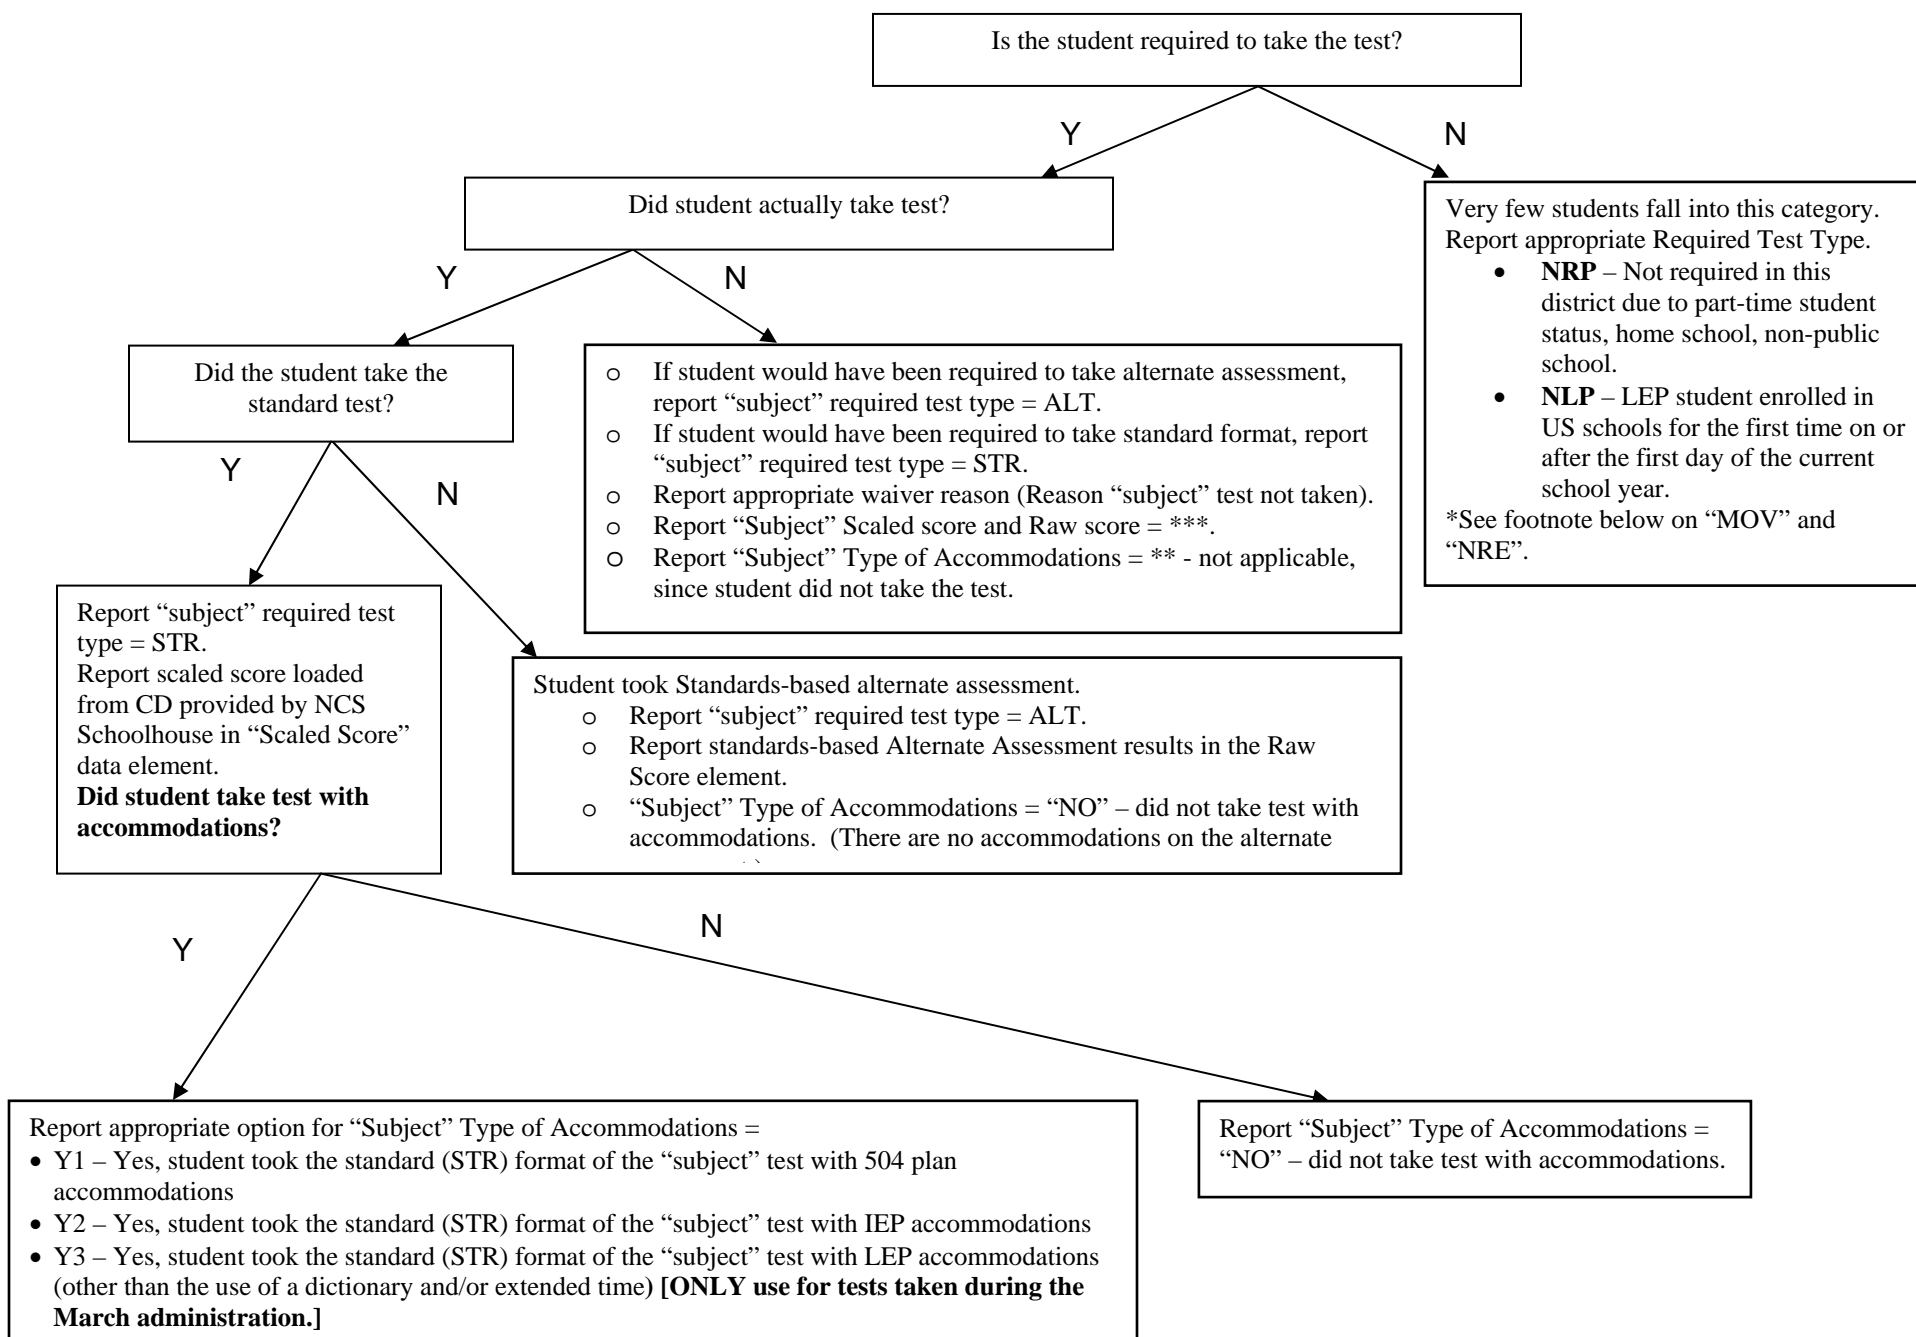 Is the student required to take the test?
Y
N
Did student actually take test?
Very few students fall into this category.
Report appropriate Required Test Type.
• NRP – Not required in this
district due to part-time student
status, home school, non-public
school.
• NLP – LEP student enrolled in
US schools for the first time on or
after the first day of the current
school year.
*See footnote below on “MOV” and
“NRE”.
Y
N
Did the student take the
standard test?
o If student would have been required to take alternate assessment,
report “subject” required test type = ALT.
o If student would have been required to take standard format, report
“subject” required test type = STR.
o Report appropriate waiver reason (Reason “subject” test not taken).
o Report “Subject” Scaled score and Raw score = ***.
o Report “Subject” Type of Accommodations = ** - not applicable,
since student did not take the test.
Y
N
Report “subject” required test
type = STR.
Report scaled score loaded
from CD provided by NCS
Schoolhouse in “Scaled Score”
data element.
Did student take test with
accommodations?
Student took Standards-based alternate assessment.
o Report “subject” required test type = ALT.
o Report standards-based Alternate Assessment results in the Raw
Score element.
o “Subject” Type of Accommodations = “NO” – did not take test with
accommodations.  (There are no accommodations on the alternate
Y
N
Report appropriate option for “Subject” Type of Accommodations =
• Y1 – Yes, student took the standard (STR) format of the “subject” test with 504 plan
accommodations
• Y2 – Yes, student took the standard (STR) format of the “subject” test with IEP accommodations
• Y3 – Yes, student took the standard (STR) format of the “subject” test with LEP accommodations
(other than the use of a dictionary and/or extended time) [ONLY use for tests taken during the
March administration.]
Report “Subject” Type of Accommodations =
“NO” – did not take test with accommodations.